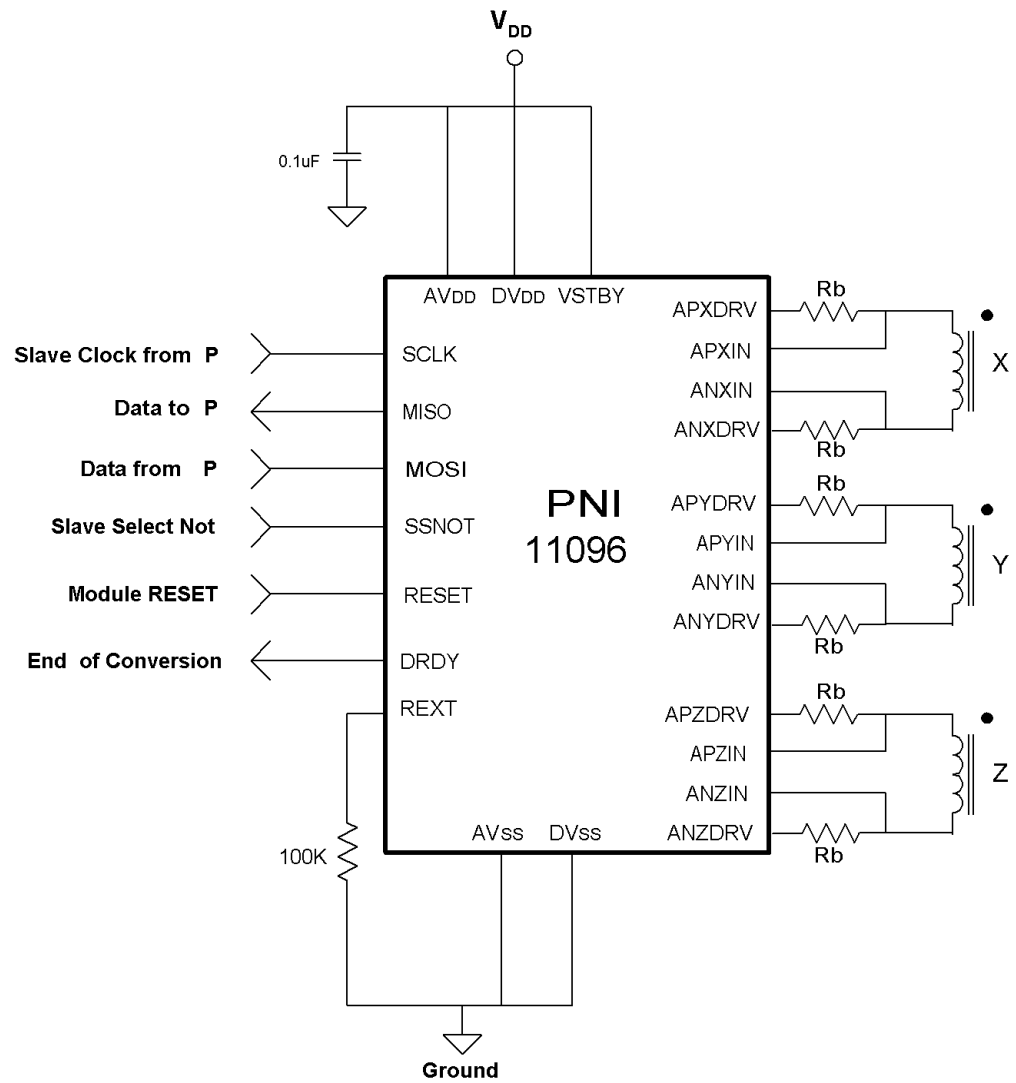 VDD
0.1uF
AVDD DVDD VSTBY
Slave Clock from P
SCLK
Data to P
MISO
Data from P
MOSI
Slave Select Not
SSNOT
Module RESET
RESET
End of Conversion
DRDY
REXT
100K
PNI
11096
APXDRV
Rb
APXIN
ANXIN
ANXDRV
Rb
X
APYDRV
Rb
APYIN
ANYIN
ANYDRV
Rb
Y
APZDRV
Rb
APZIN
ANZIN
ANZDRV
Rb
Z
AVss DVss
Ground